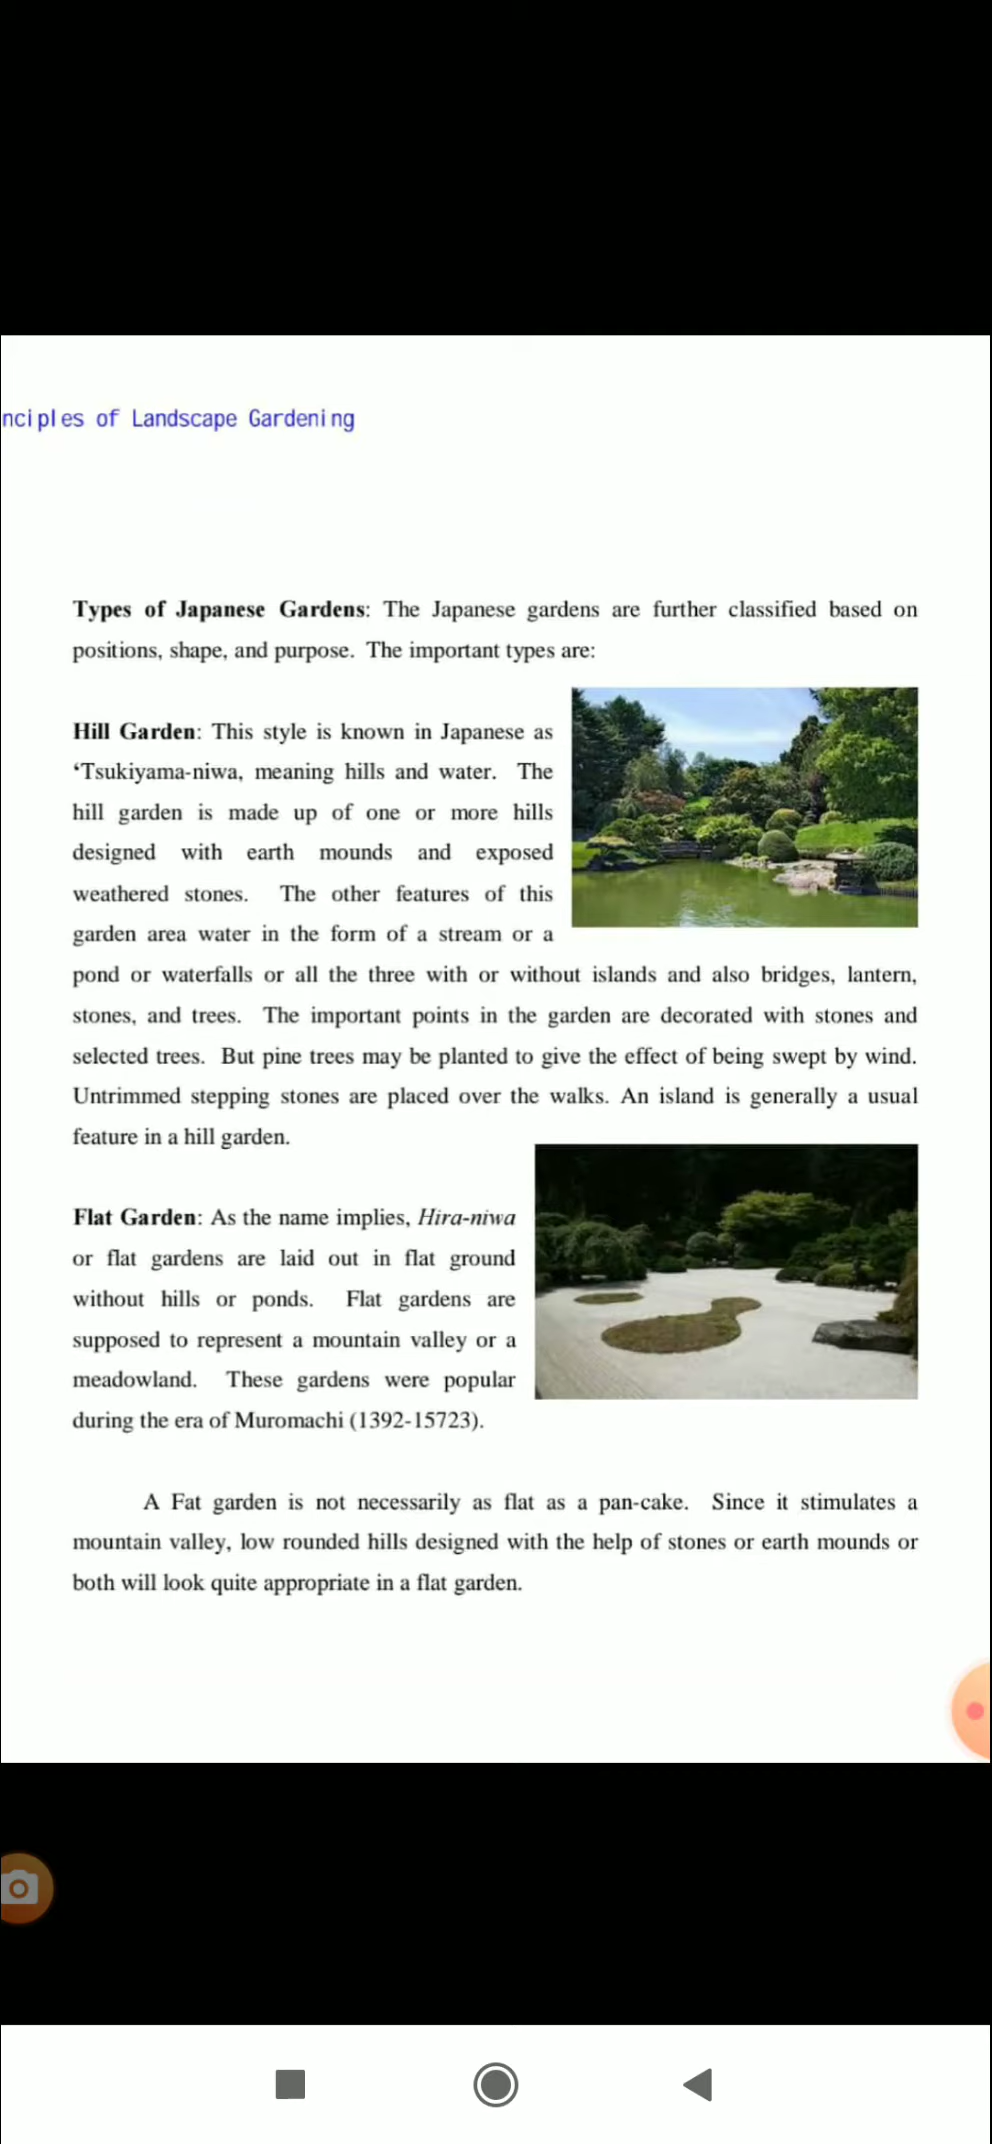 nciples of Landscape Gardening
Types of Japanese Gardens: The Japanese gardens are further classified based on
positions, shape, and purpose. The important types are:
Hill Garden: This style is known in Japanese as
‘Tsukiyama-niwa, meaning hills and water. The
hill garden is made up of one or more hills
designed with earth mounds and exposed
weathered stones. The other features of this
garden area water in the form of a stream or a
pond or waterfalls or all the three with or without islands and also bridges, lantern,
stones, and trees. The important points in the garden are decorated with stones and
selected trees. But pine trees may be planted to give the effect of being swept by wind.
Untrimmed stepping stones are placed over the walks. An island is generally a usual
feature in a hill garden.
Flat Garden: As the name implies, Hira-niwa
or flat gardens are laid out in flat ground
without hills or ponds. Flat gardens are
supposed to represent a mountain valley or a
meadowland. These gardens were popular
during the era of Muromachi (1392-15723).
A Fat garden is not necessarily as flat as a pan-cake. Since it stimulates a
mountain valley, low rounded hills designed with the help of stones or earth mounds or
both will look quite appropriate in a flat garden.